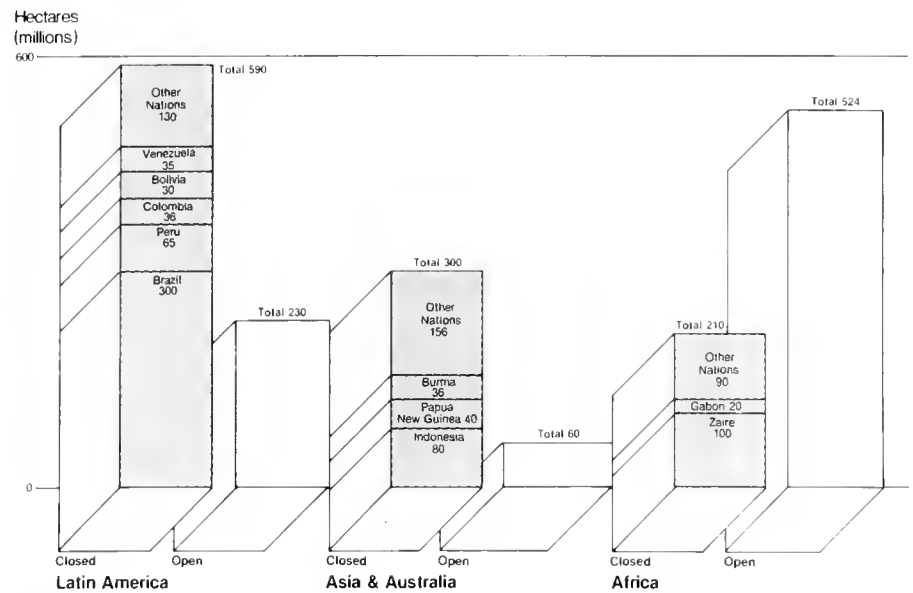 Hectares
(millions)
600
Total 590
Other
Nations
130
Venezuela
35
Bolivia
30
Colombia
36
Peru
65
Brazil
300
Total 230
Total 300
Other
Nations
156
Burma
36
Papua
New Guinea 40
Indonesia
80
Total 60
Total 210
Other
Nations
90
Gabon 20
Zaire
100
Total 524
0
Closed
Open
Latin America
Closed
Open
Asia & Australia
Closed
Open
Africa